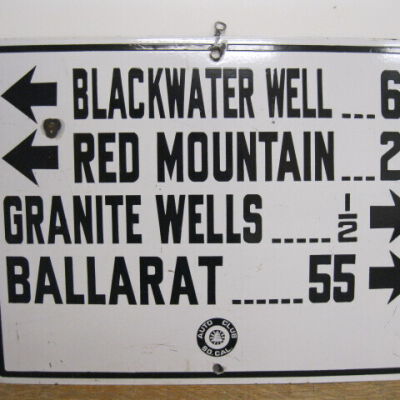 BLACKWATER WELL ... 6
RED MOUNTAIN ... 2
GRANITE WELLS ..... 1/2
BALLARAT ...... 55
AUTO CLUB
SO. CAL.